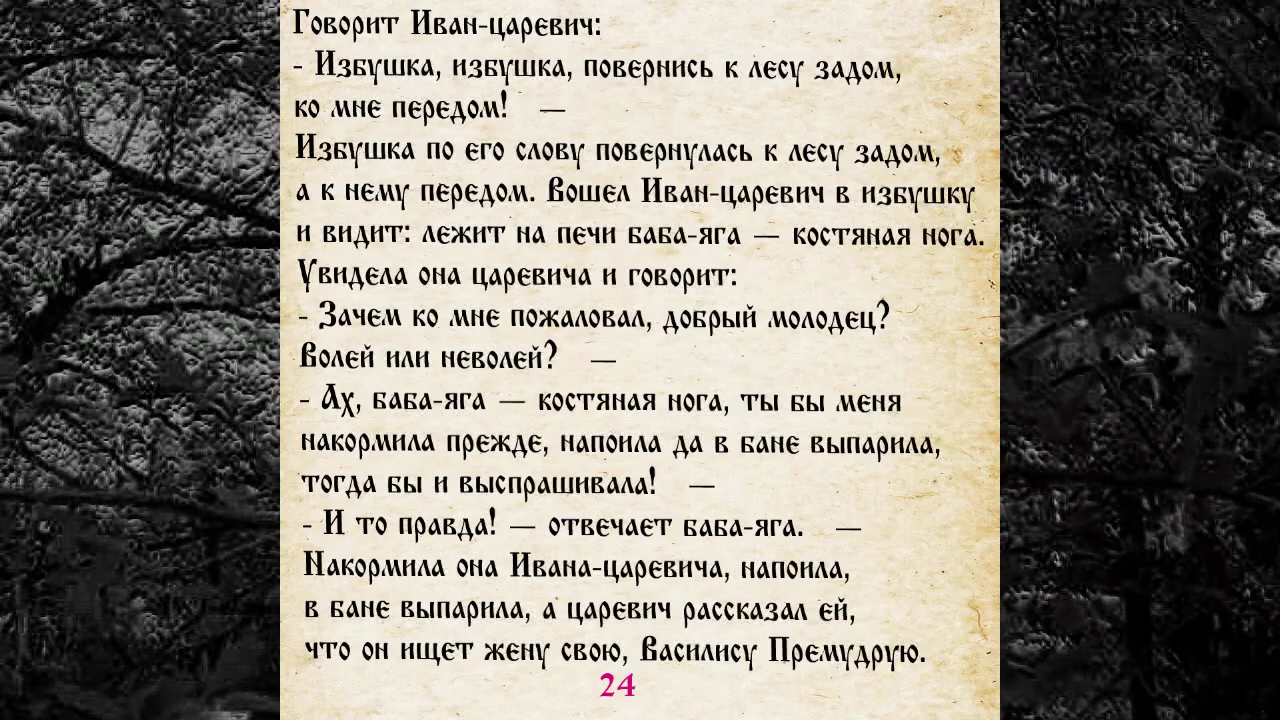 Говорит Иван-царевич:
- Избушка, избушка, повернись к лесу задом,
ко мне передом! —
Избушка по его слову повернулась к лесу задом,
а к нему передом. Вошел Иван-царевич в избушку
и видит: лежит на печи баба-яга — костяная нога.
Увидела она царевича и говорит:
- Зачем ко мне пожаловал, добрый молодец?
Волей или неволей? —
- Ах, баба-яга — костяная нога, ты бы меня
накормила прежде, напоила да в бане выпарила,
тогда бы и выспрашивала! —
- И то правда! — отвечает баба-яга. —
Накормила она Ивана-царевича, напоила,
в бане выпарила, а царевич рассказал ей,
что он ищет жену свою, Василису Премудрую.
24